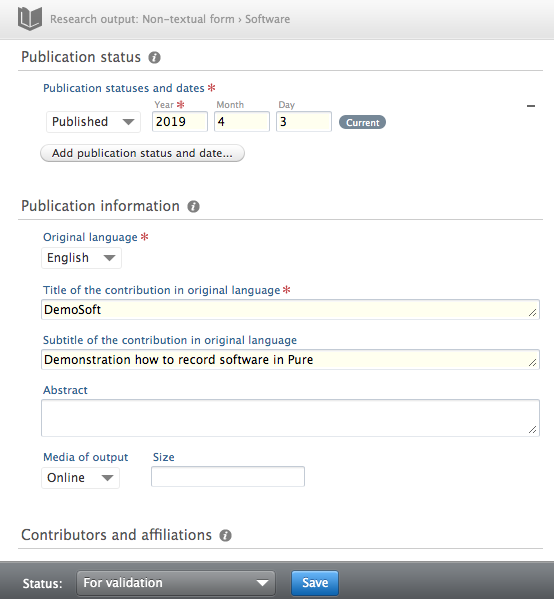 Research output: Non-textual form › Software
Publication status
Publication statuses and dates *
Year * Month Day
Published 2019 4 3 Current
Add publication status and date...
Publication information
Original language *
English
Title of the contribution in original language *
DemoSoft
Subtitle of the contribution in original language
Demonstration how to record software in Pure
Abstract
Media of output Size
Online
Contributors and affiliations
Status: For validation Save